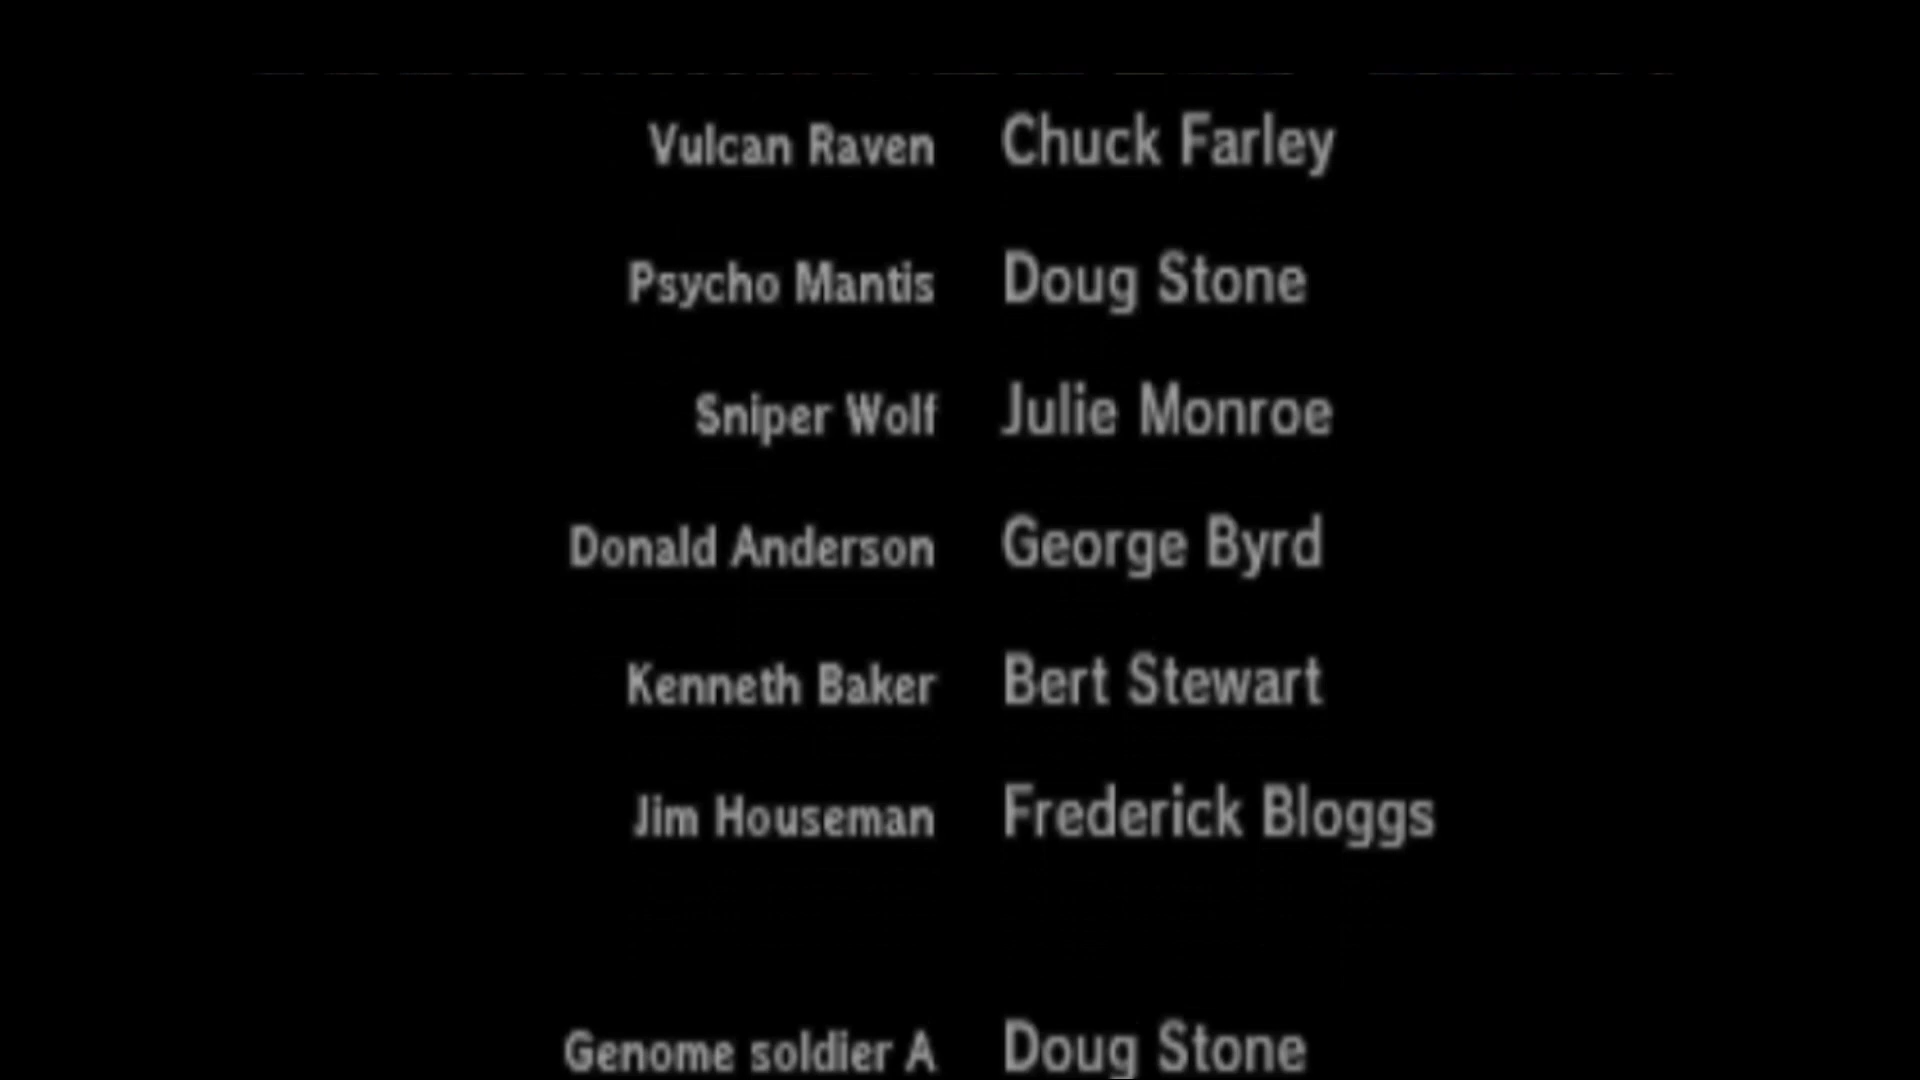 Vulcan Raven Chuck Farley
Psycho Mantis Doug Stone
Sniper Wolf Julie Monroe
Donald Anderson George Byrd
Kenneth Baker Bert Stewart
Jim Houseman Frederick Bloggs
Genome soldier A Doug Stone